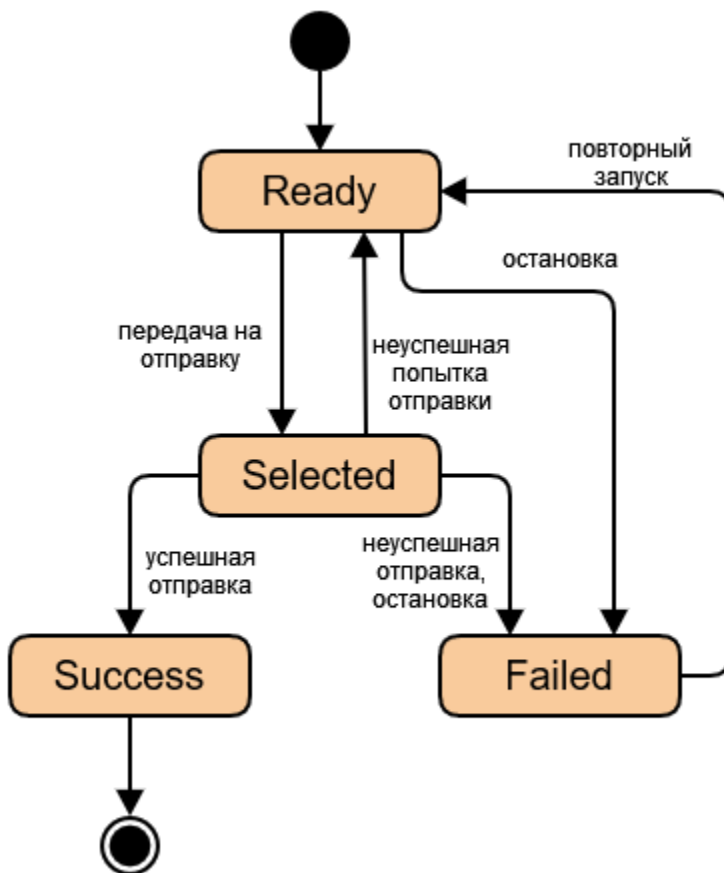 повторный
запуск
Ready
остановка
передача на
отправку
неуспешная
попытка
отправки
Selected
успешная
отправка
неуспешная
отправка,
остановка
Success
Failed